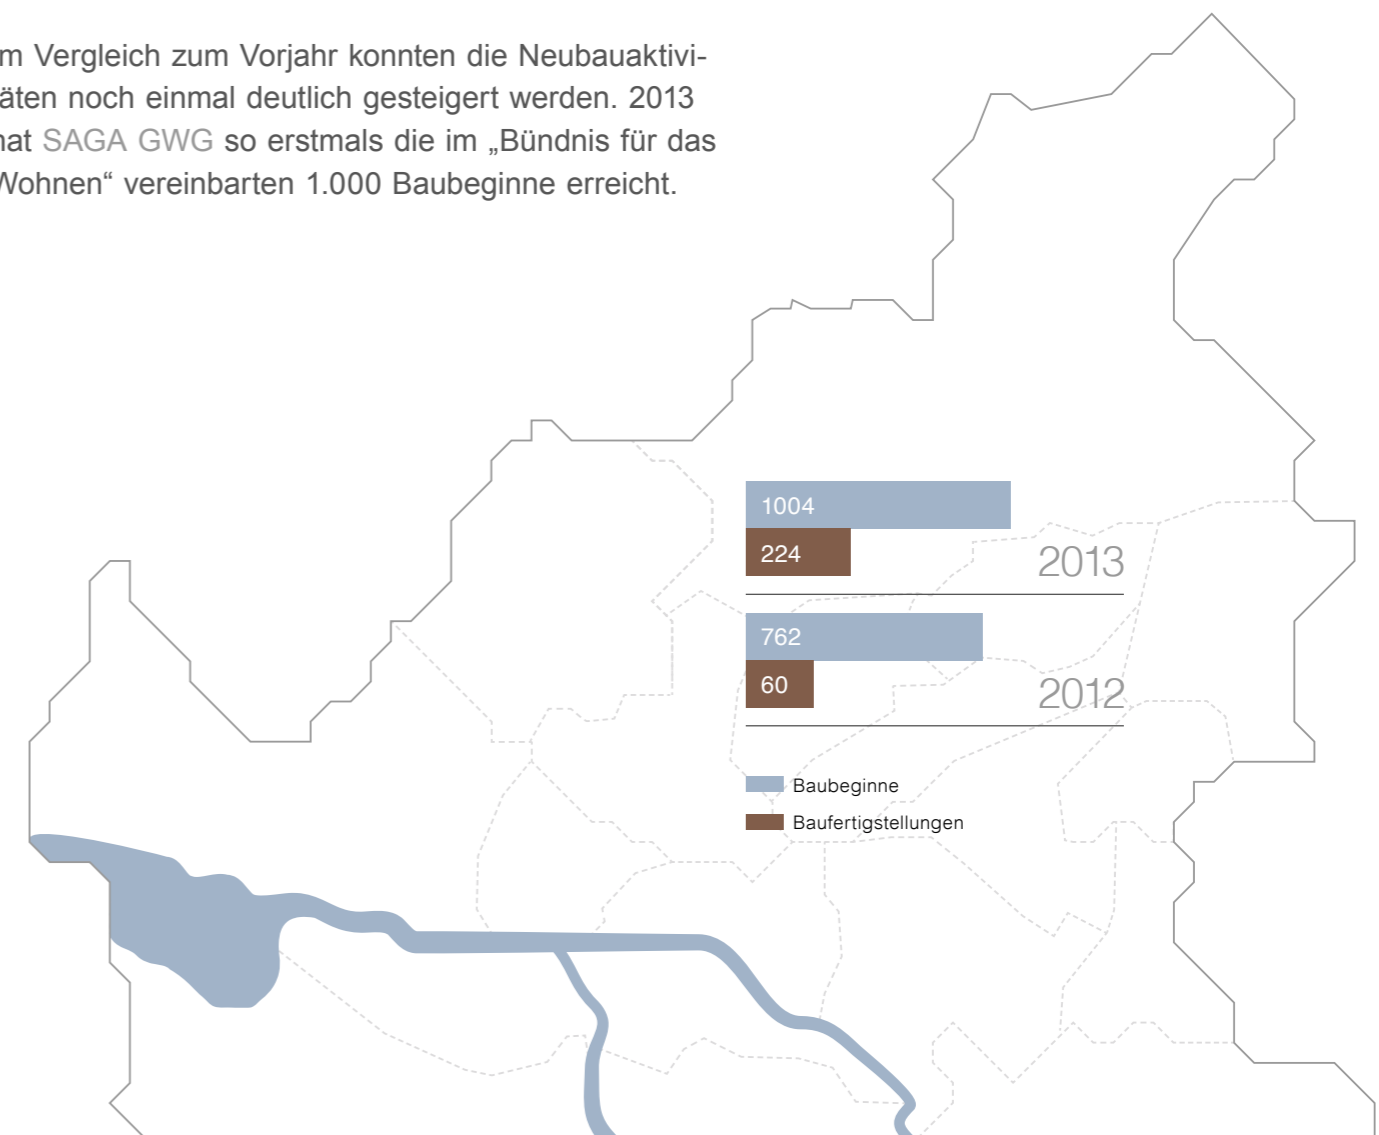 m Vergleich zum Vorjahr konnten die Neubauaktivi-
äten noch einmal deutlich gesteigert werden. 2013
hat SAGA GWG so erstmals die im „Bündnis für das
Wohnen“ vereinbarten 1.000 Baubeginne erreicht.
1004
224
2013
762
60
2012
Baubeginne
Baufertigstellungen